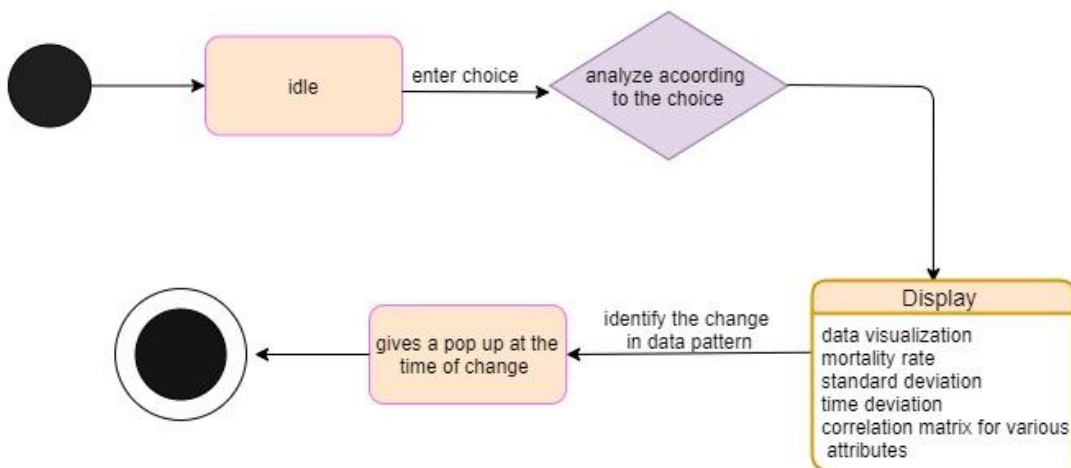 idle
enter choice
analyze acoording
to the choice
Display
data visualization
mortality rate
standard deviation
time deviation
correlation matrix for various
attributes
identify the change
in data pattern
gives a pop up at the
time of change